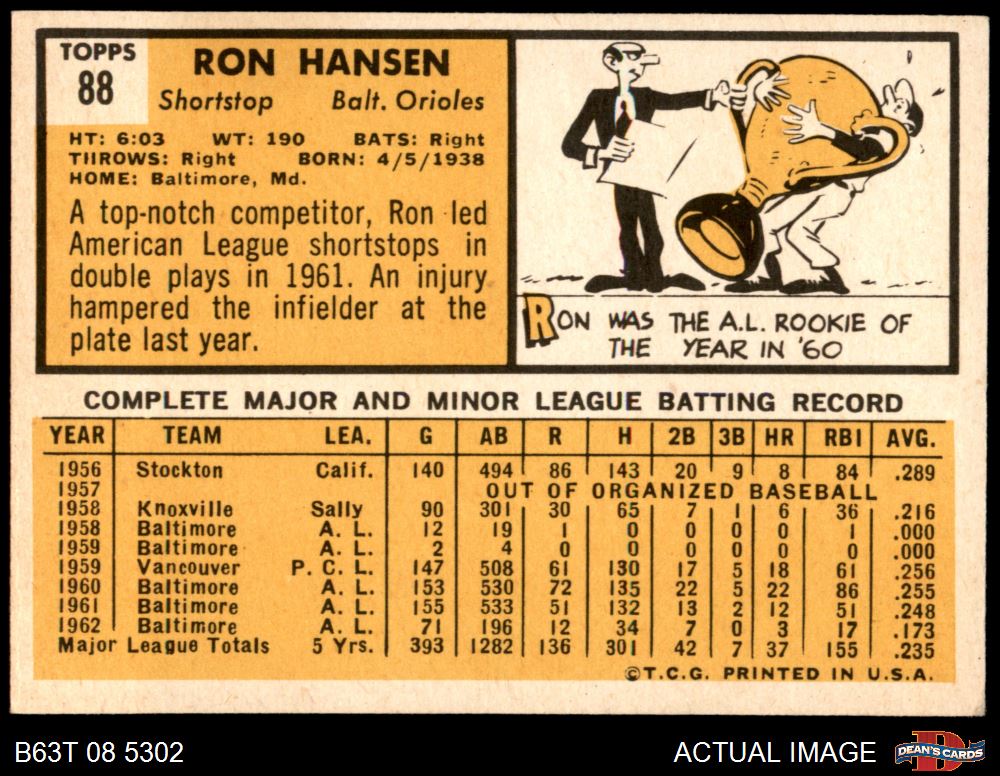 TOPPS
88
RON HANSEN
Shortstop Balt. Orioles
HT: 6:03 WT: 190 BATS: Right
THROWS: Right BORN: 4/5/1938
HOME: Baltimore, Md.
A top-notch competitor, Ron led
American League shortstops in
double plays in 1961. An injury
hampered the infielder at the
plate last year.
RON WAS THE A.L. ROOKIE OF
THE YEAR IN '60
COMPLETE MAJOR AND MINOR LEAGUE BATTING RECORD
YEAR TEAM LEA. G AB R H 2B 3B HR RBI AVG.
1956 Stockton Calif. 140 494 86 143 20 9 8 84 .289
1957 OUT OF ORGANIZED BASEBALL
1958 Knoxville Sally 90 301 30 65 7 1 6 36 .216
1958 Baltimore A. L. 12 19 1 0 0 0 0 1 .000
1959 Baltimore A. L. 2 4 0 0 0 0 0 0 .000
1959 Vancouver P. C. L. 147 508 61 130 17 5 18 61 .256
1960 Baltimore A. L. 153 530 72 135 22 5 22 86 .255
1961 Baltimore A. L. 155 533 51 132 13 2 12 51 .248
1962 Baltimore A. L. 71 196 12 34 7 0 3 17 .173
Major League Totals 5 Yrs. 393 1282 136 301 42 7 37 155 .235
©T.C.G. PRINTED IN U.S.A.
B63T 08 5302
ACTUAL IMAGE
D
DEAN'S CARDS